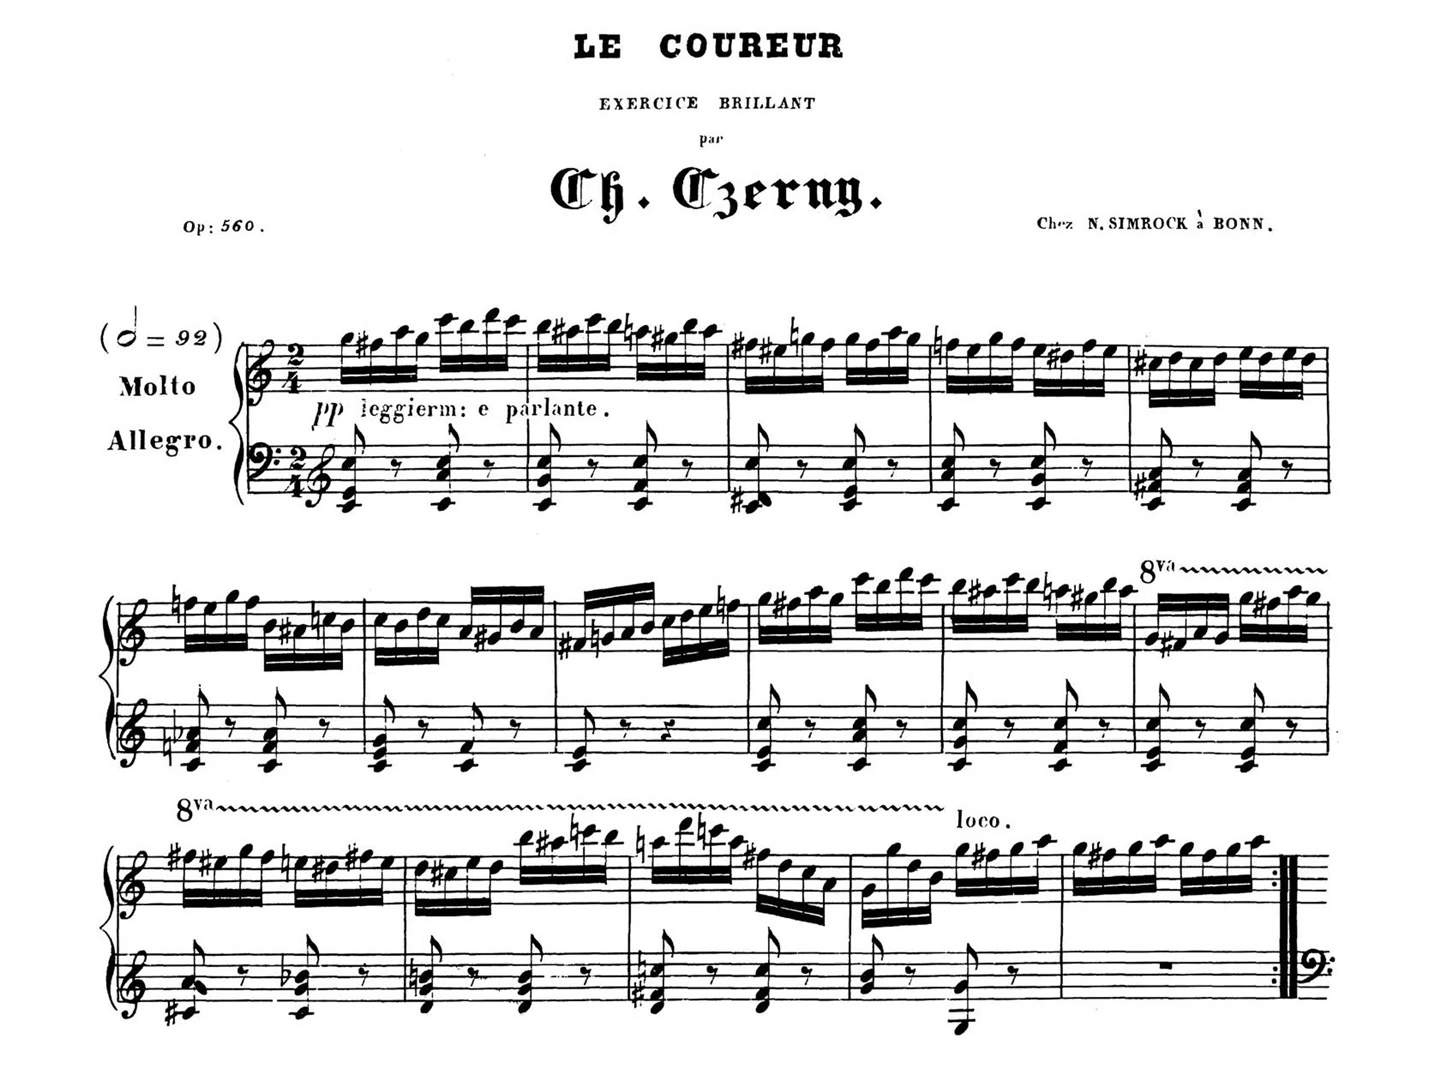 LE COUREUR
EXERCICE BRILLANT
par
Ch. Czerny.
Op: 560.
Chez N. SIMROCK à BONN.
(𝅗𝅥 = 92)
Molto
Allegro.
2/4
pp leggierm: e parlante.
2/4
8va
8va
loco.